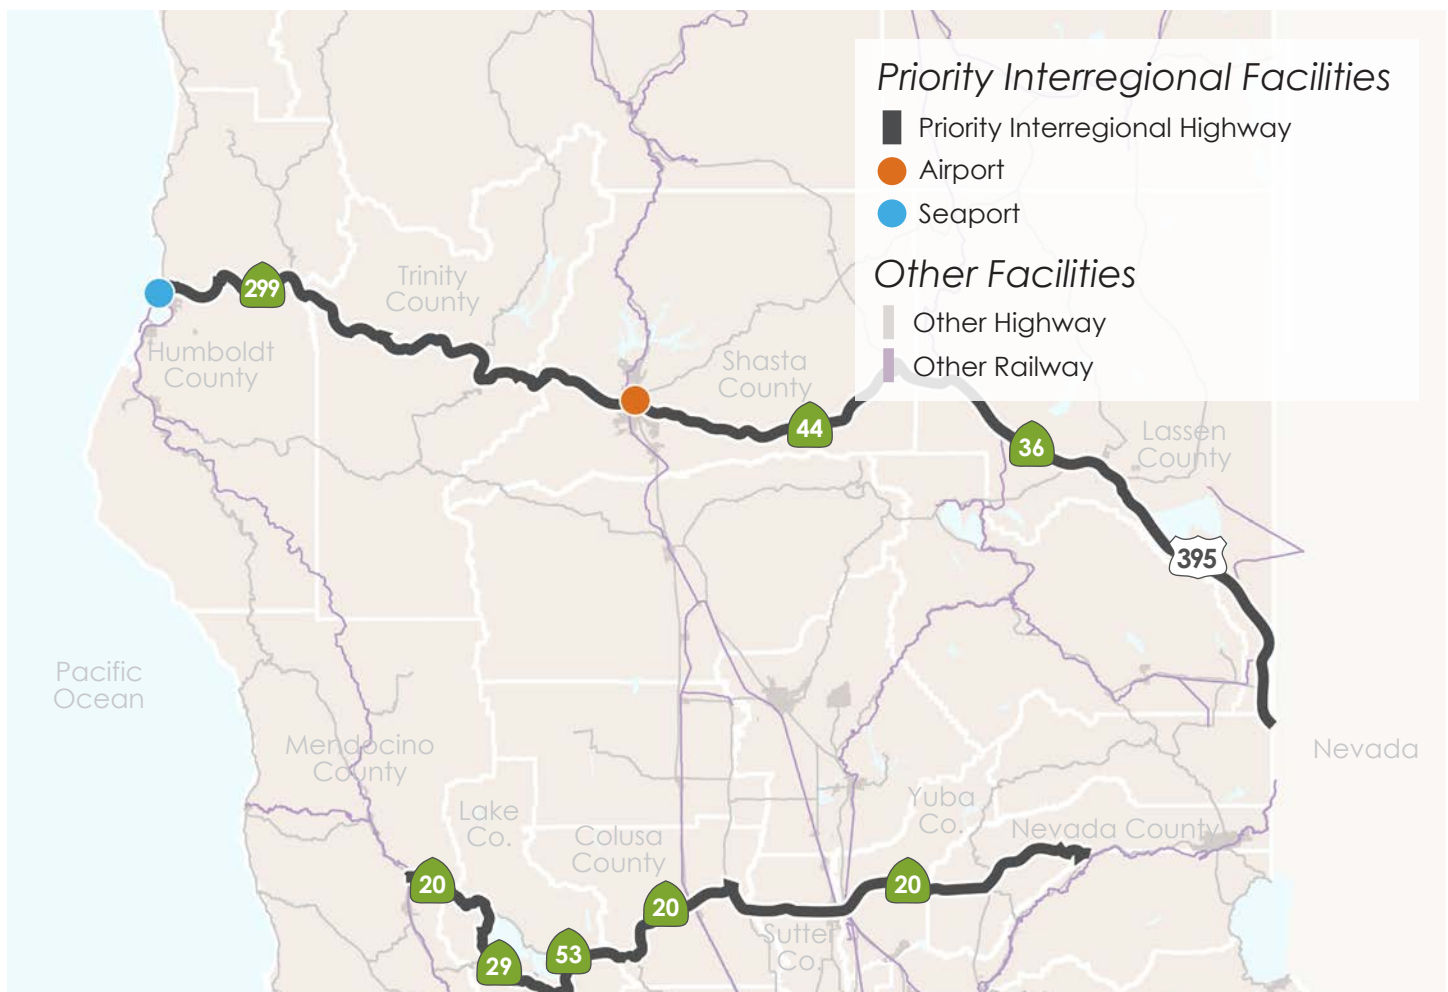 Priority Interregional Facilities
Priority Interregional Highway
Airport
Seaport
Other Facilities
Other Highway
Other Railway
299
Trinity
County
Humboldt
County
Shasta
County
44
36
Lassen
County
395
Pacific
Ocean
Mendocino
County
Nevada
Lake
Co.
Colusa
County
Yuba
Co.
Nevada County
20
20
20
Sutter
Co.
29
53